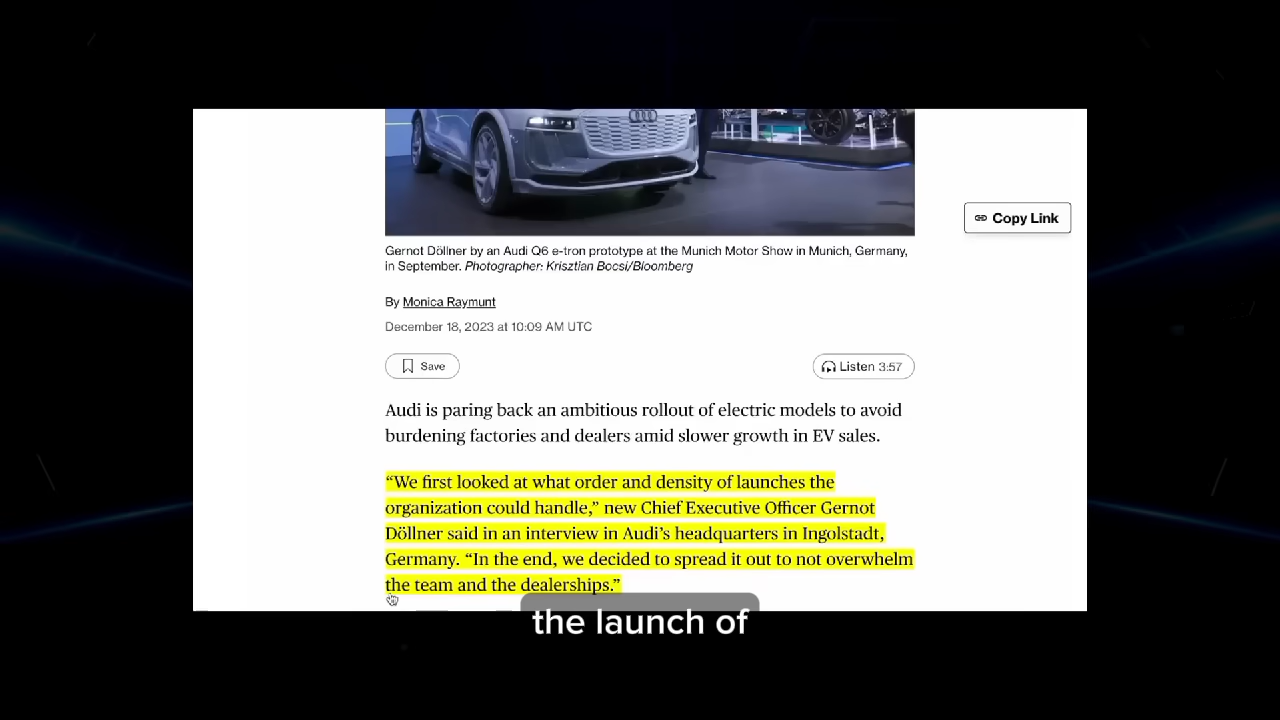 Gernot Döllner by an Audi Q6 e-tron prototype at the Munich Motor Show in Munich, Germany,
in September. Photographer: Krisztian Bocsi/Bloomberg
Copy Link
By Monica Raymunt
December 18, 2023 at 10:09 AM UTC
Save
Listen 3:57
Audi is paring back an ambitious rollout of electric models to avoid
burdening factories and dealers amid slower growth in EV sales.
“We first looked at what order and density of launches the
organization could handle,” new Chief Executive Officer Gernot
Döllner said in an interview in Audi’s headquarters in Ingolstadt,
Germany. “In the end, we decided to spread it out to not overwhelm
the team and the dealerships.”
the launch of